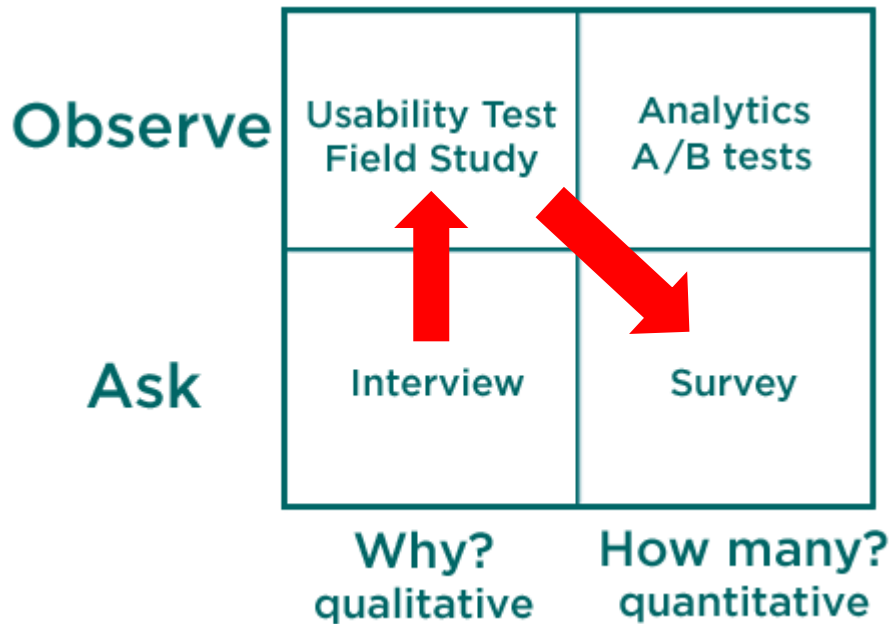 Observe
Usability Test
Field Study
Analytics
A/B tests
Ask
Interview
Survey
Why?
qualitative
How many?
quantitative